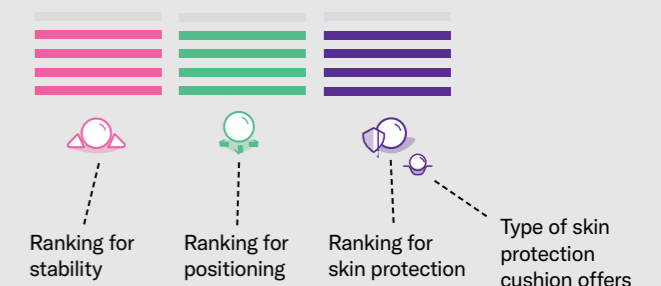 Ranking for
stability
Ranking for
positioning
Ranking for
skin protection
Type of skin
protection
cushion offers